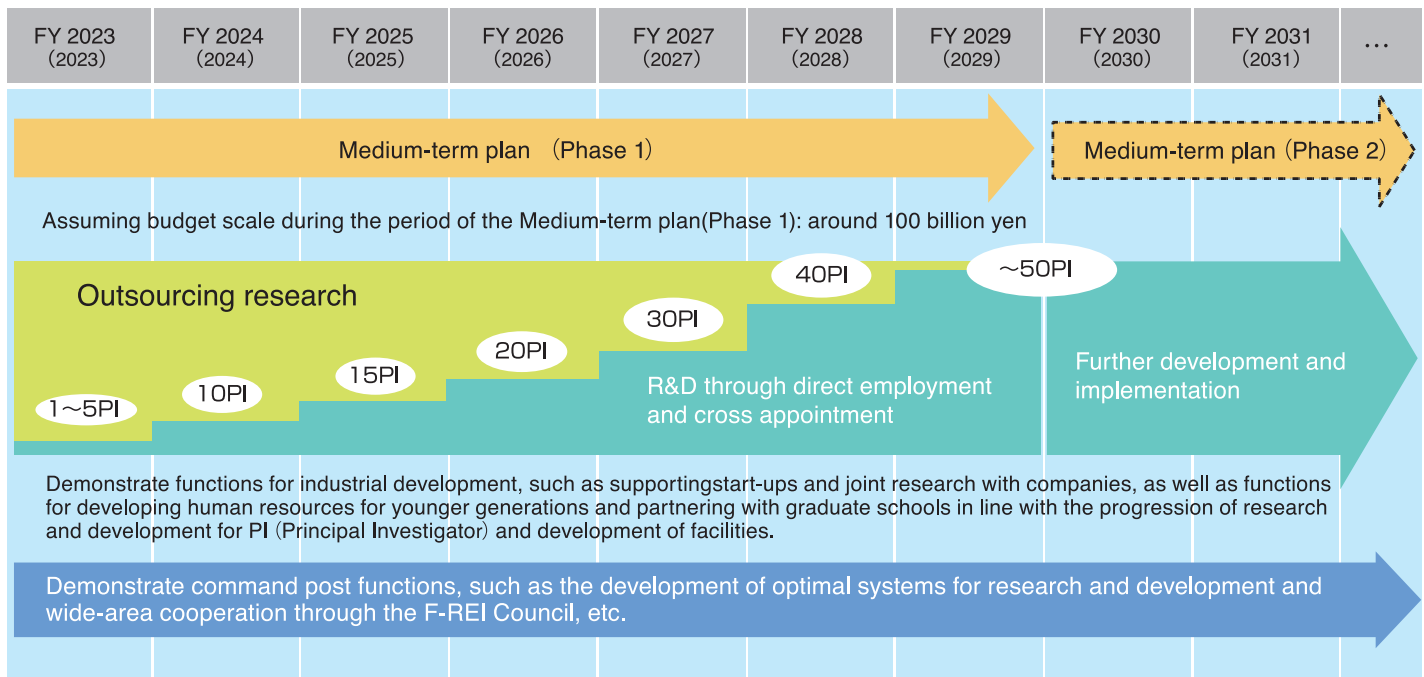 FY 2023
（2023）
FY 2024
（2024）
FY 2025
（2025）
FY 2026
（2026）
FY 2027
（2027）
FY 2028
（2028）
FY 2029
（2029）
FY 2030
（2030）
FY 2031
（2031）
…
Medium-term plan （Phase 1）
Medium-term plan（Phase 2）
Assuming budget scale during the period of the Medium-term plan(Phase 1): around 100 billion yen
Outsourcing research
1〜5PI
10PI
15PI
20PI
30PI
40PI
〜50PI
R&D through direct employment
and cross appointment
Further development and
implementation
Demonstrate functions for industrial development, such as supportingstart-ups and joint research with companies, as well as functions
for developing human resources for younger generations and partnering with graduate schools in line with the progression of research
and development for PI（Principal Investigator）and development of facilities.
Demonstrate command post functions, such as the development of optimal systems for research and development and
wide-area cooperation through the F-REI Council, etc.